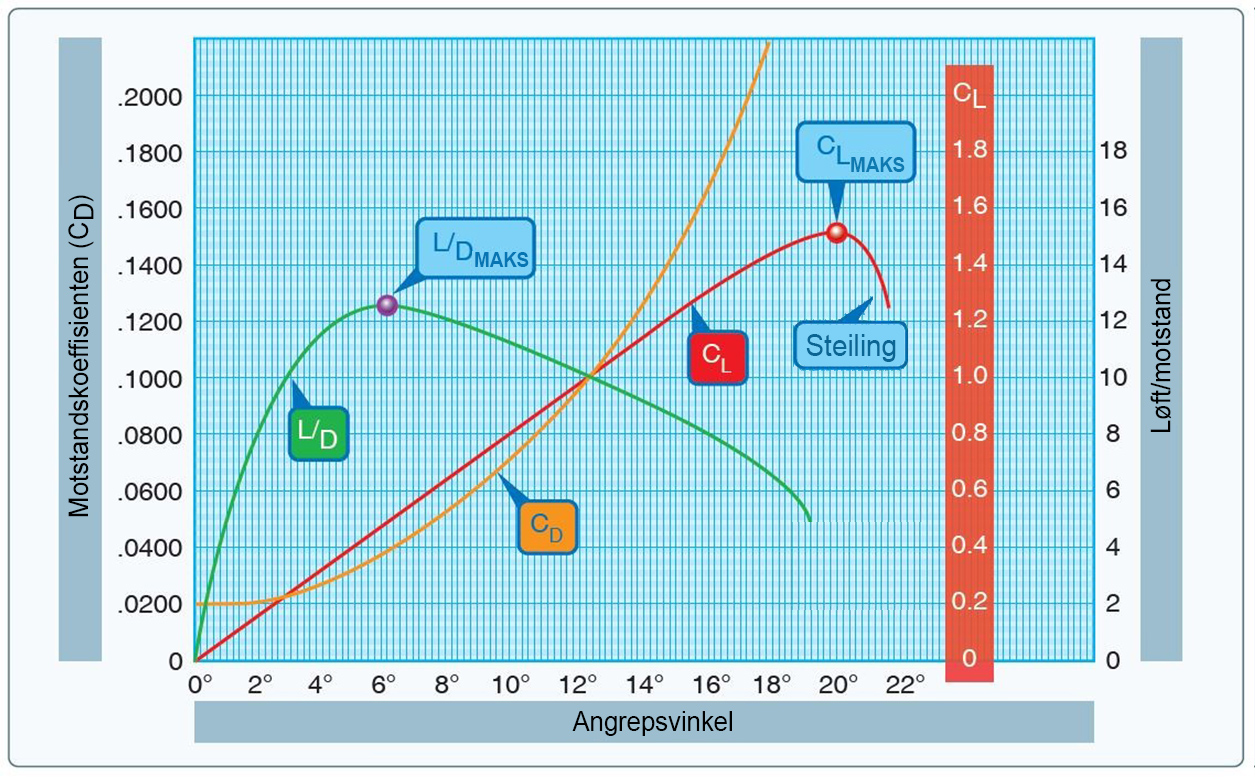 Motstandskoeffisienten (CD)
.2000
.1800
.1600
.1400
.1200
.1000
.0800
.0600
.0400
.0200
0
L/DMAKS
L/D
CD
CL
CLMAKS
Steiling
CL
1.8
1.6
1.4
1.2
1.0
0.8
0.6
0.4
0.2
0
18
16
14
12
10
8
6
4
2
0
Løft/motstand
0° 2° 4° 6° 8° 10° 12° 14° 16° 18° 20° 22°
Angrepsvinkel